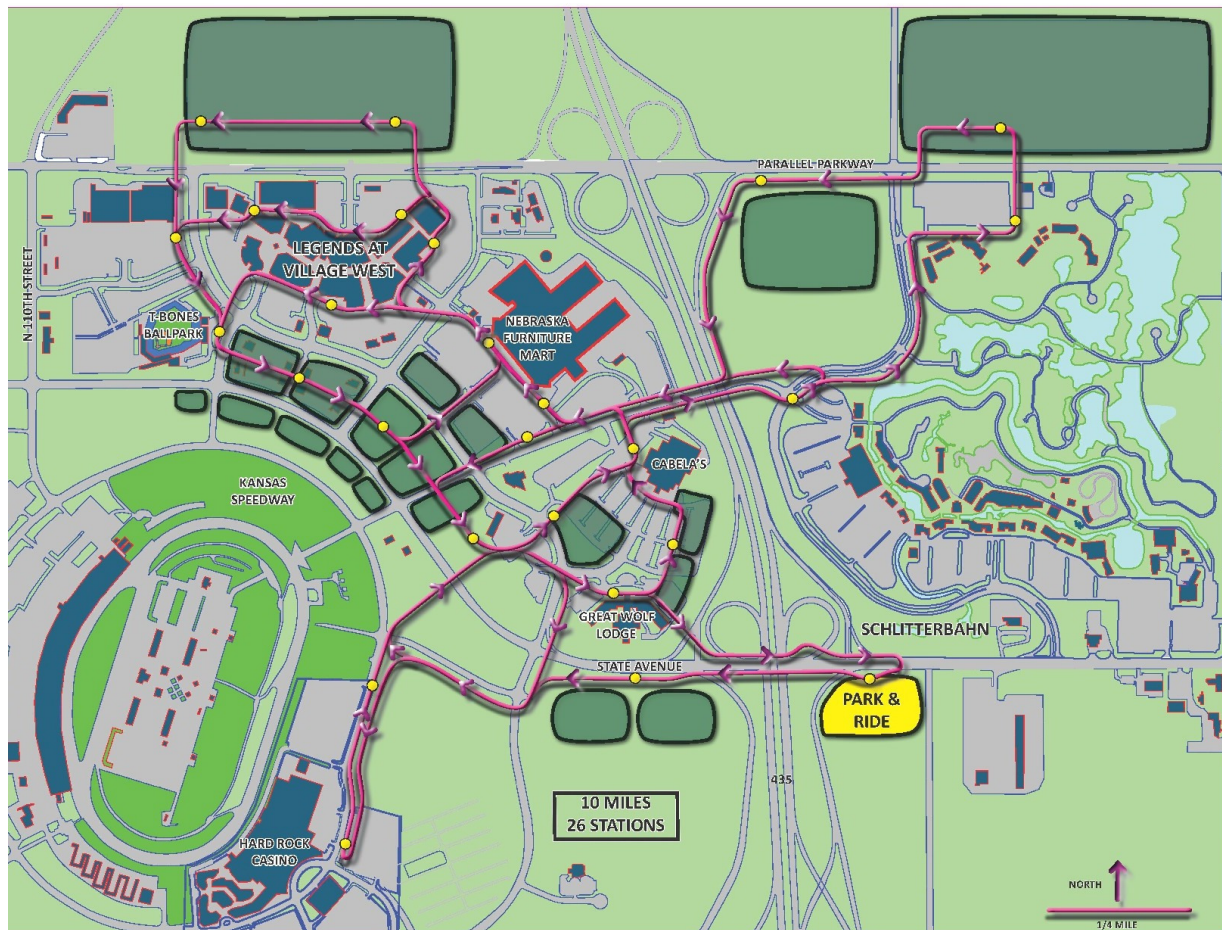 PARALLEL PARKWAY
N 110TH STREET
LEGENDS AT
VILLAGE WEST
T-BONES
BALLPARK
NEBRASKA
FURNITURE
MART
CABELA'S
KANSAS
SPEEDWAY
GREAT WOLF
LODGE
SCHLITTERBAHN
STATE AVENUE
PARK &
RIDE
435
10 MILES
26 STATIONS
HARD ROCK
CASINO
NORTH
1/4 MILE